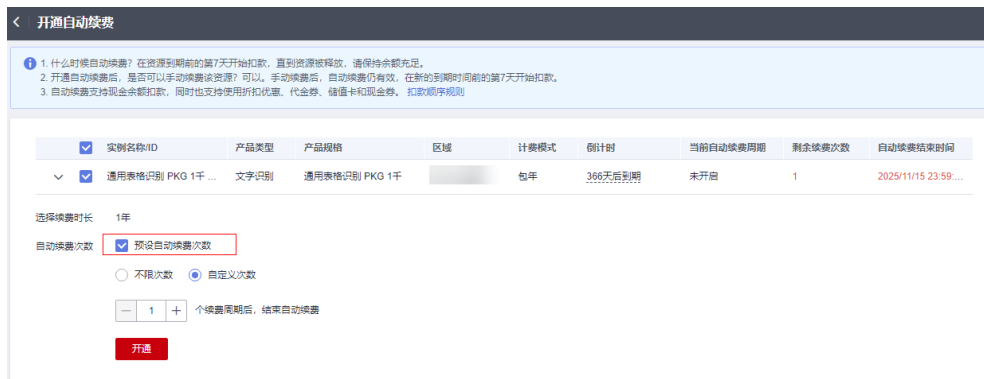 开通自动续费
1. 什么时候自动续费？在资源到期前的第7天开始扣款，直到资源被释放，请保持余额充足。
2. 开通自动续费后，是否可以手动续费该资源？可以。手动续费后，自动续费仍有效，在新的到期时间前的第7天开始扣款。
3. 自动续费支持现金余额扣款，同时也支持使用折扣优惠、代金券、储值卡和现金券。 扣款顺序规则
实例名称/ID 产品类型 产品规格 区域 计费模式 倒计时 当前自动续费周期 剩余续费次数 自动续费结束时间
通用表格识别 PKG 1千 ... 文字识别 通用表格识别 PKG 1千 包年 366天后到期 未开启 1 2025/11/15 23:59:...
选择续费时长 1年
自动续费次数 预设自动续费次数
不限次数 自定义次数
— 1 + 个续费周期后，结束自动续费
开通